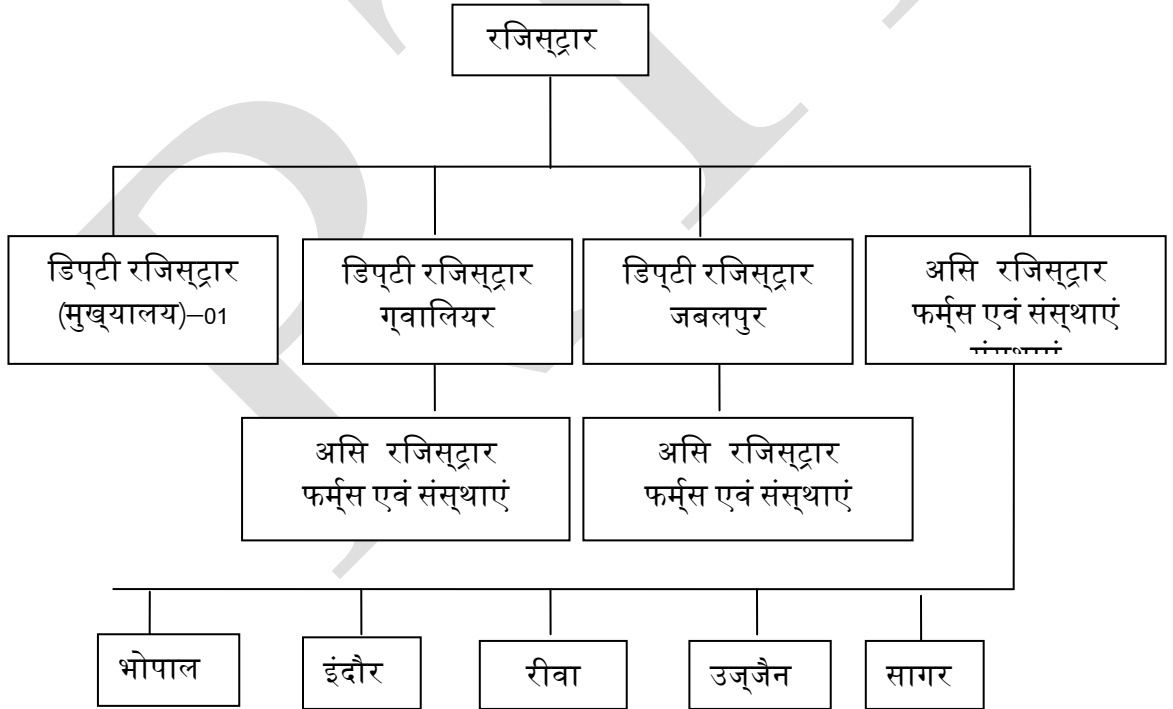 रजिस्ट्रार
डिप्टी रजिस्ट्रार
(मुख्यालय)–01
डिप्टी रजिस्ट्रार
ग्वालियर
डिप्टी रजिस्ट्रार
जबलपुर
असि रजिस्ट्रार
फर्म्स एवं संस्थाएं
संस्थाएं
असि रजिस्ट्रार
फर्म्स एवं संस्थाएं
असि रजिस्ट्रार
फर्म्स एवं संस्थाएं
भोपाल
इंदौर
रीवा
उज्जैन
सागर